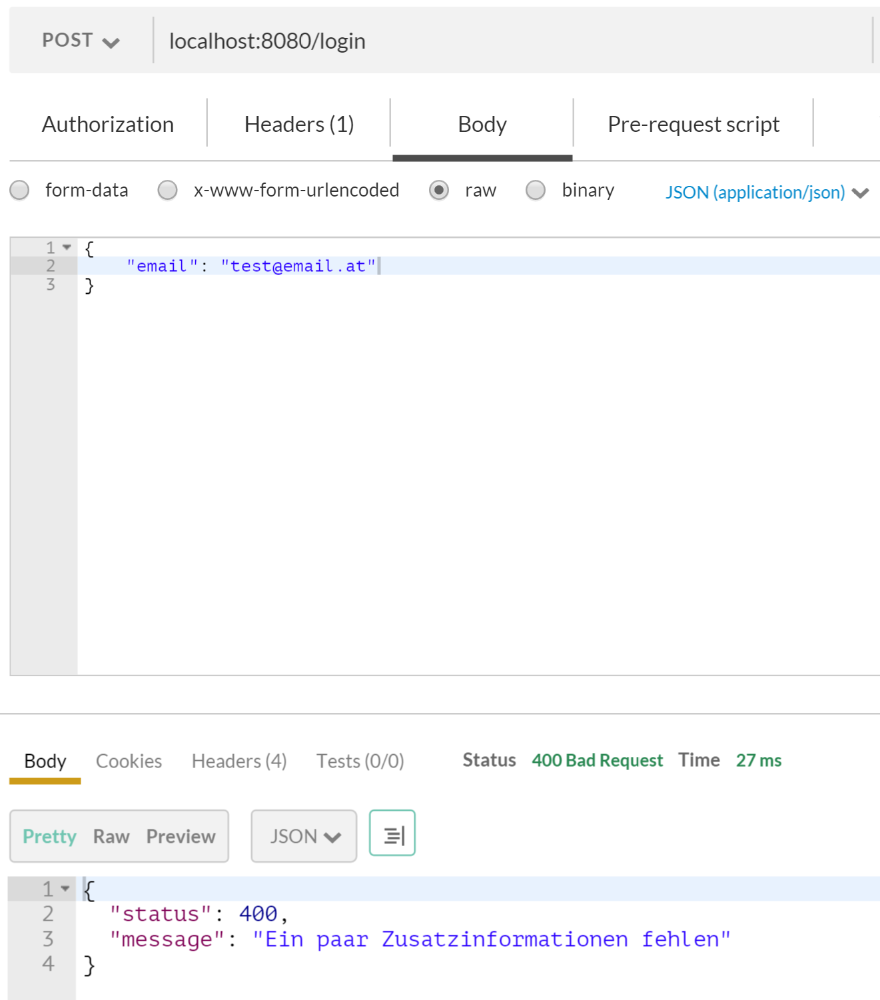 POST localhost:8080/login
Authorization Headers (1) Body Pre-request script
form-data x-www-form-urlencoded raw binary JSON (application/json)
1 {
2 "email": "test@email.at"
3 }
Body Cookies Headers (4) Tests (0/0) Status 400 Bad Request Time 27 ms
Pretty Raw Preview JSON
1 {
2 "status": 400,
3 "message": "Ein paar Zusatzinformationen fehlen"
4 }